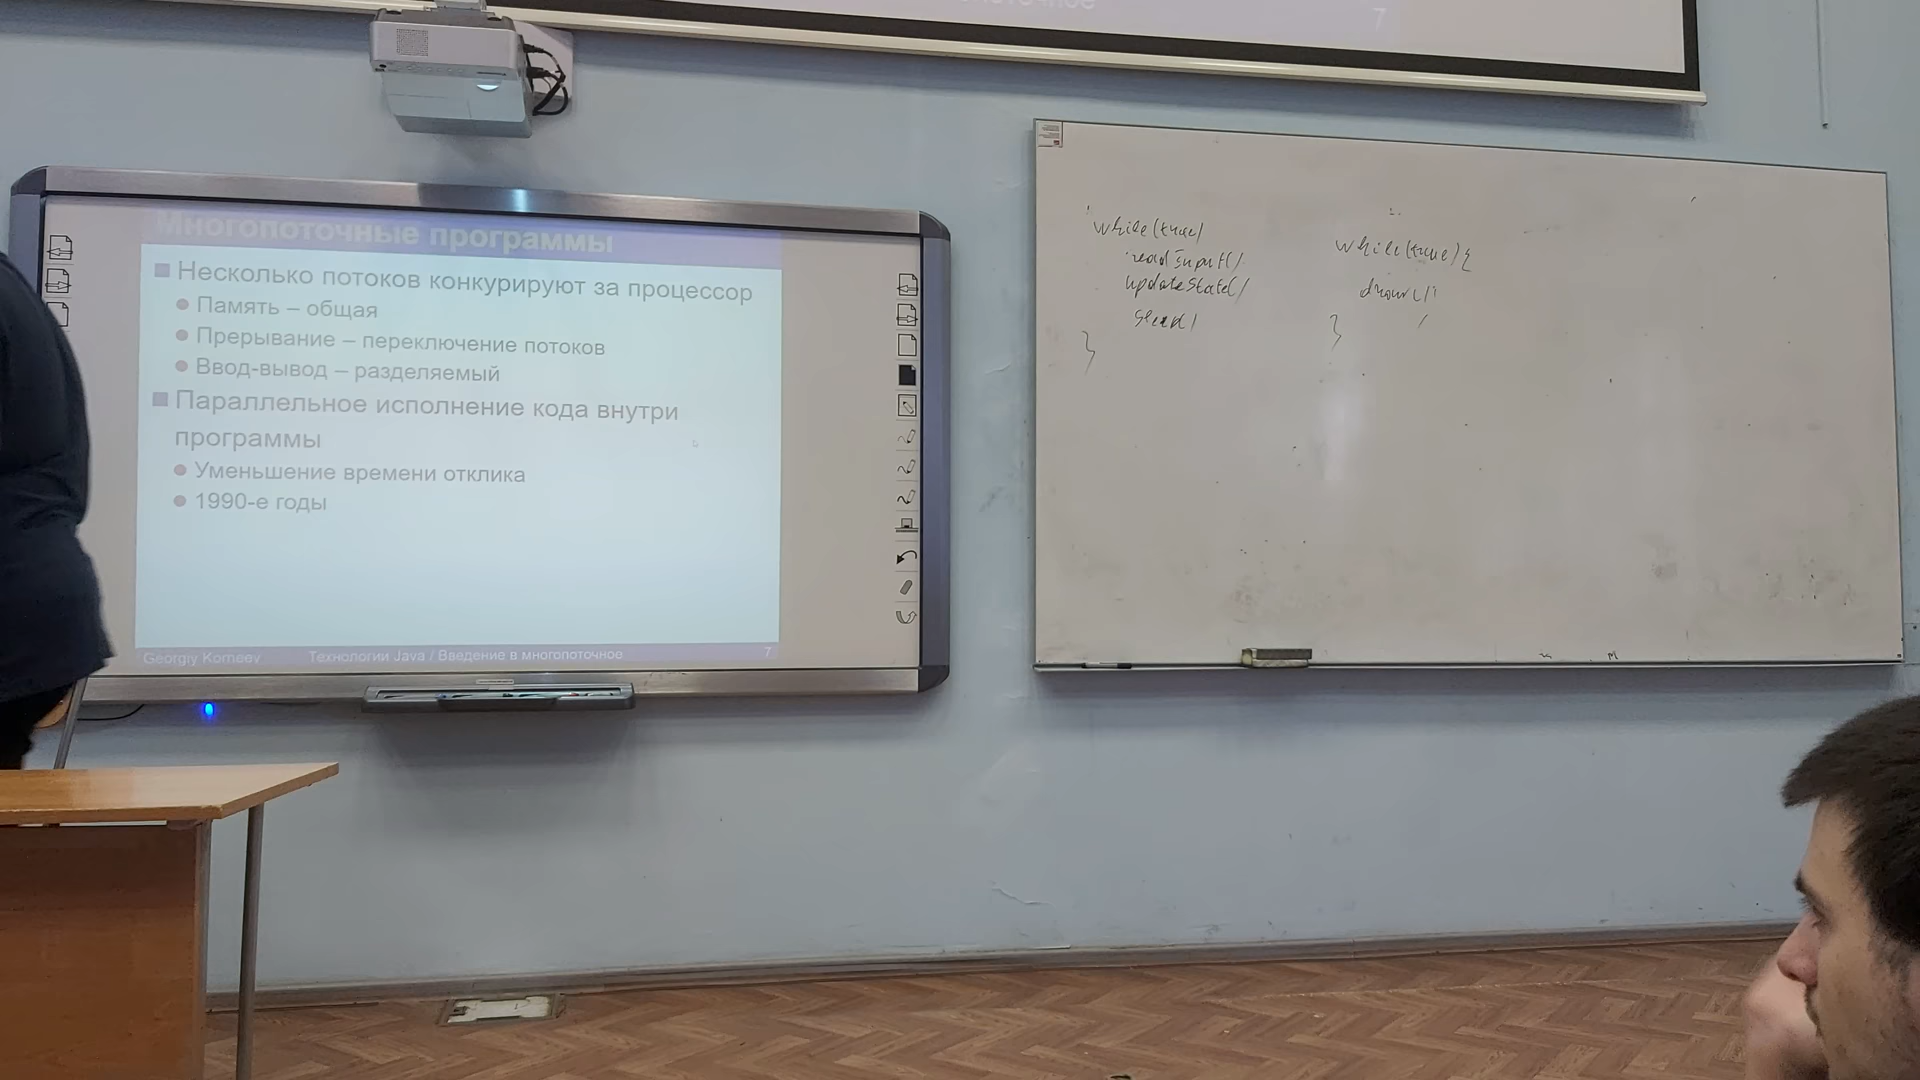 7
Многопоточные программы
Несколько потоков конкурируют за процессор
Память – общая
Прерывание – переключение потоков
Ввод-вывод – разделяемый
Параллельное исполнение кода внутри
программы
Уменьшение времени отклика
1990-е годы
Georgiy Korneev Технологии Java / Введение в многопоточное 7
while(true)
readInput()
updateState()
}
while(true){
}